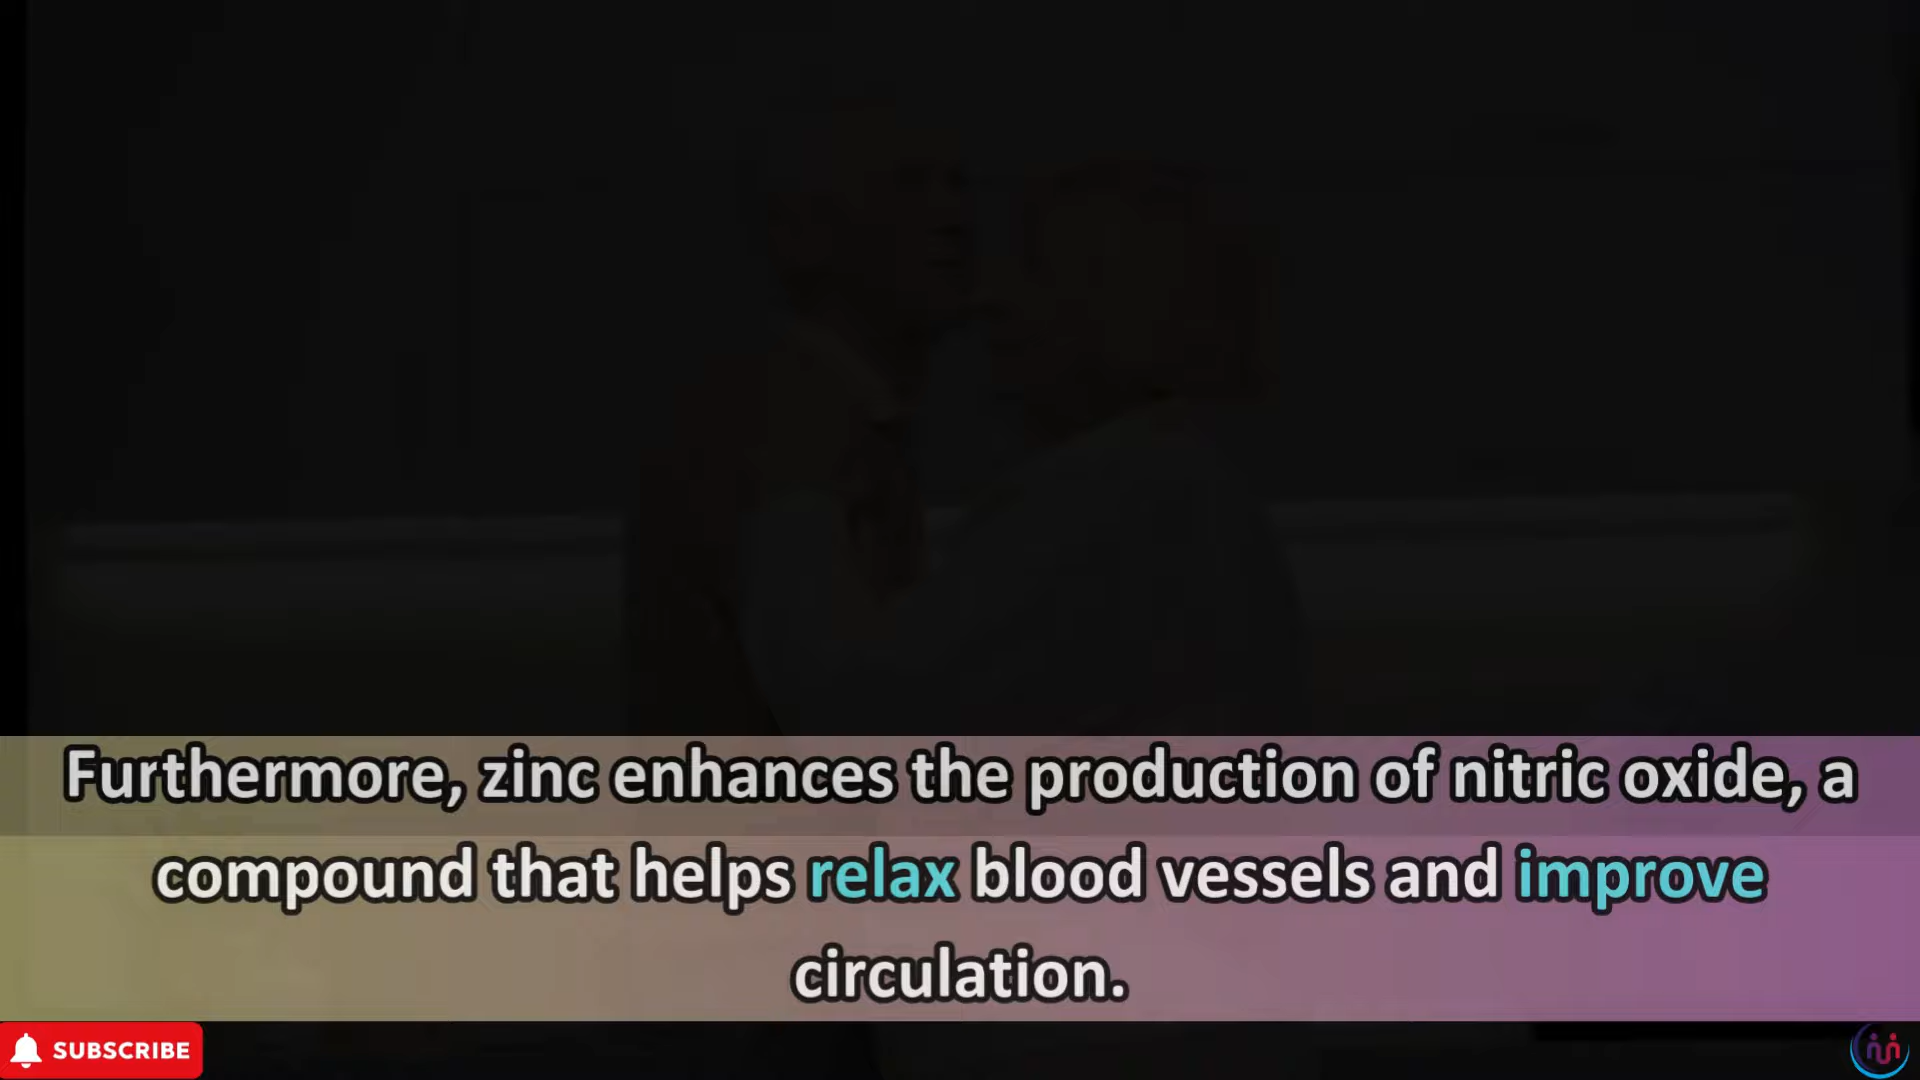 Furthermore, zinc enhances the production of nitric oxide, a
compound that helps relax blood vessels and improve
circulation.
SUBSCRIBE